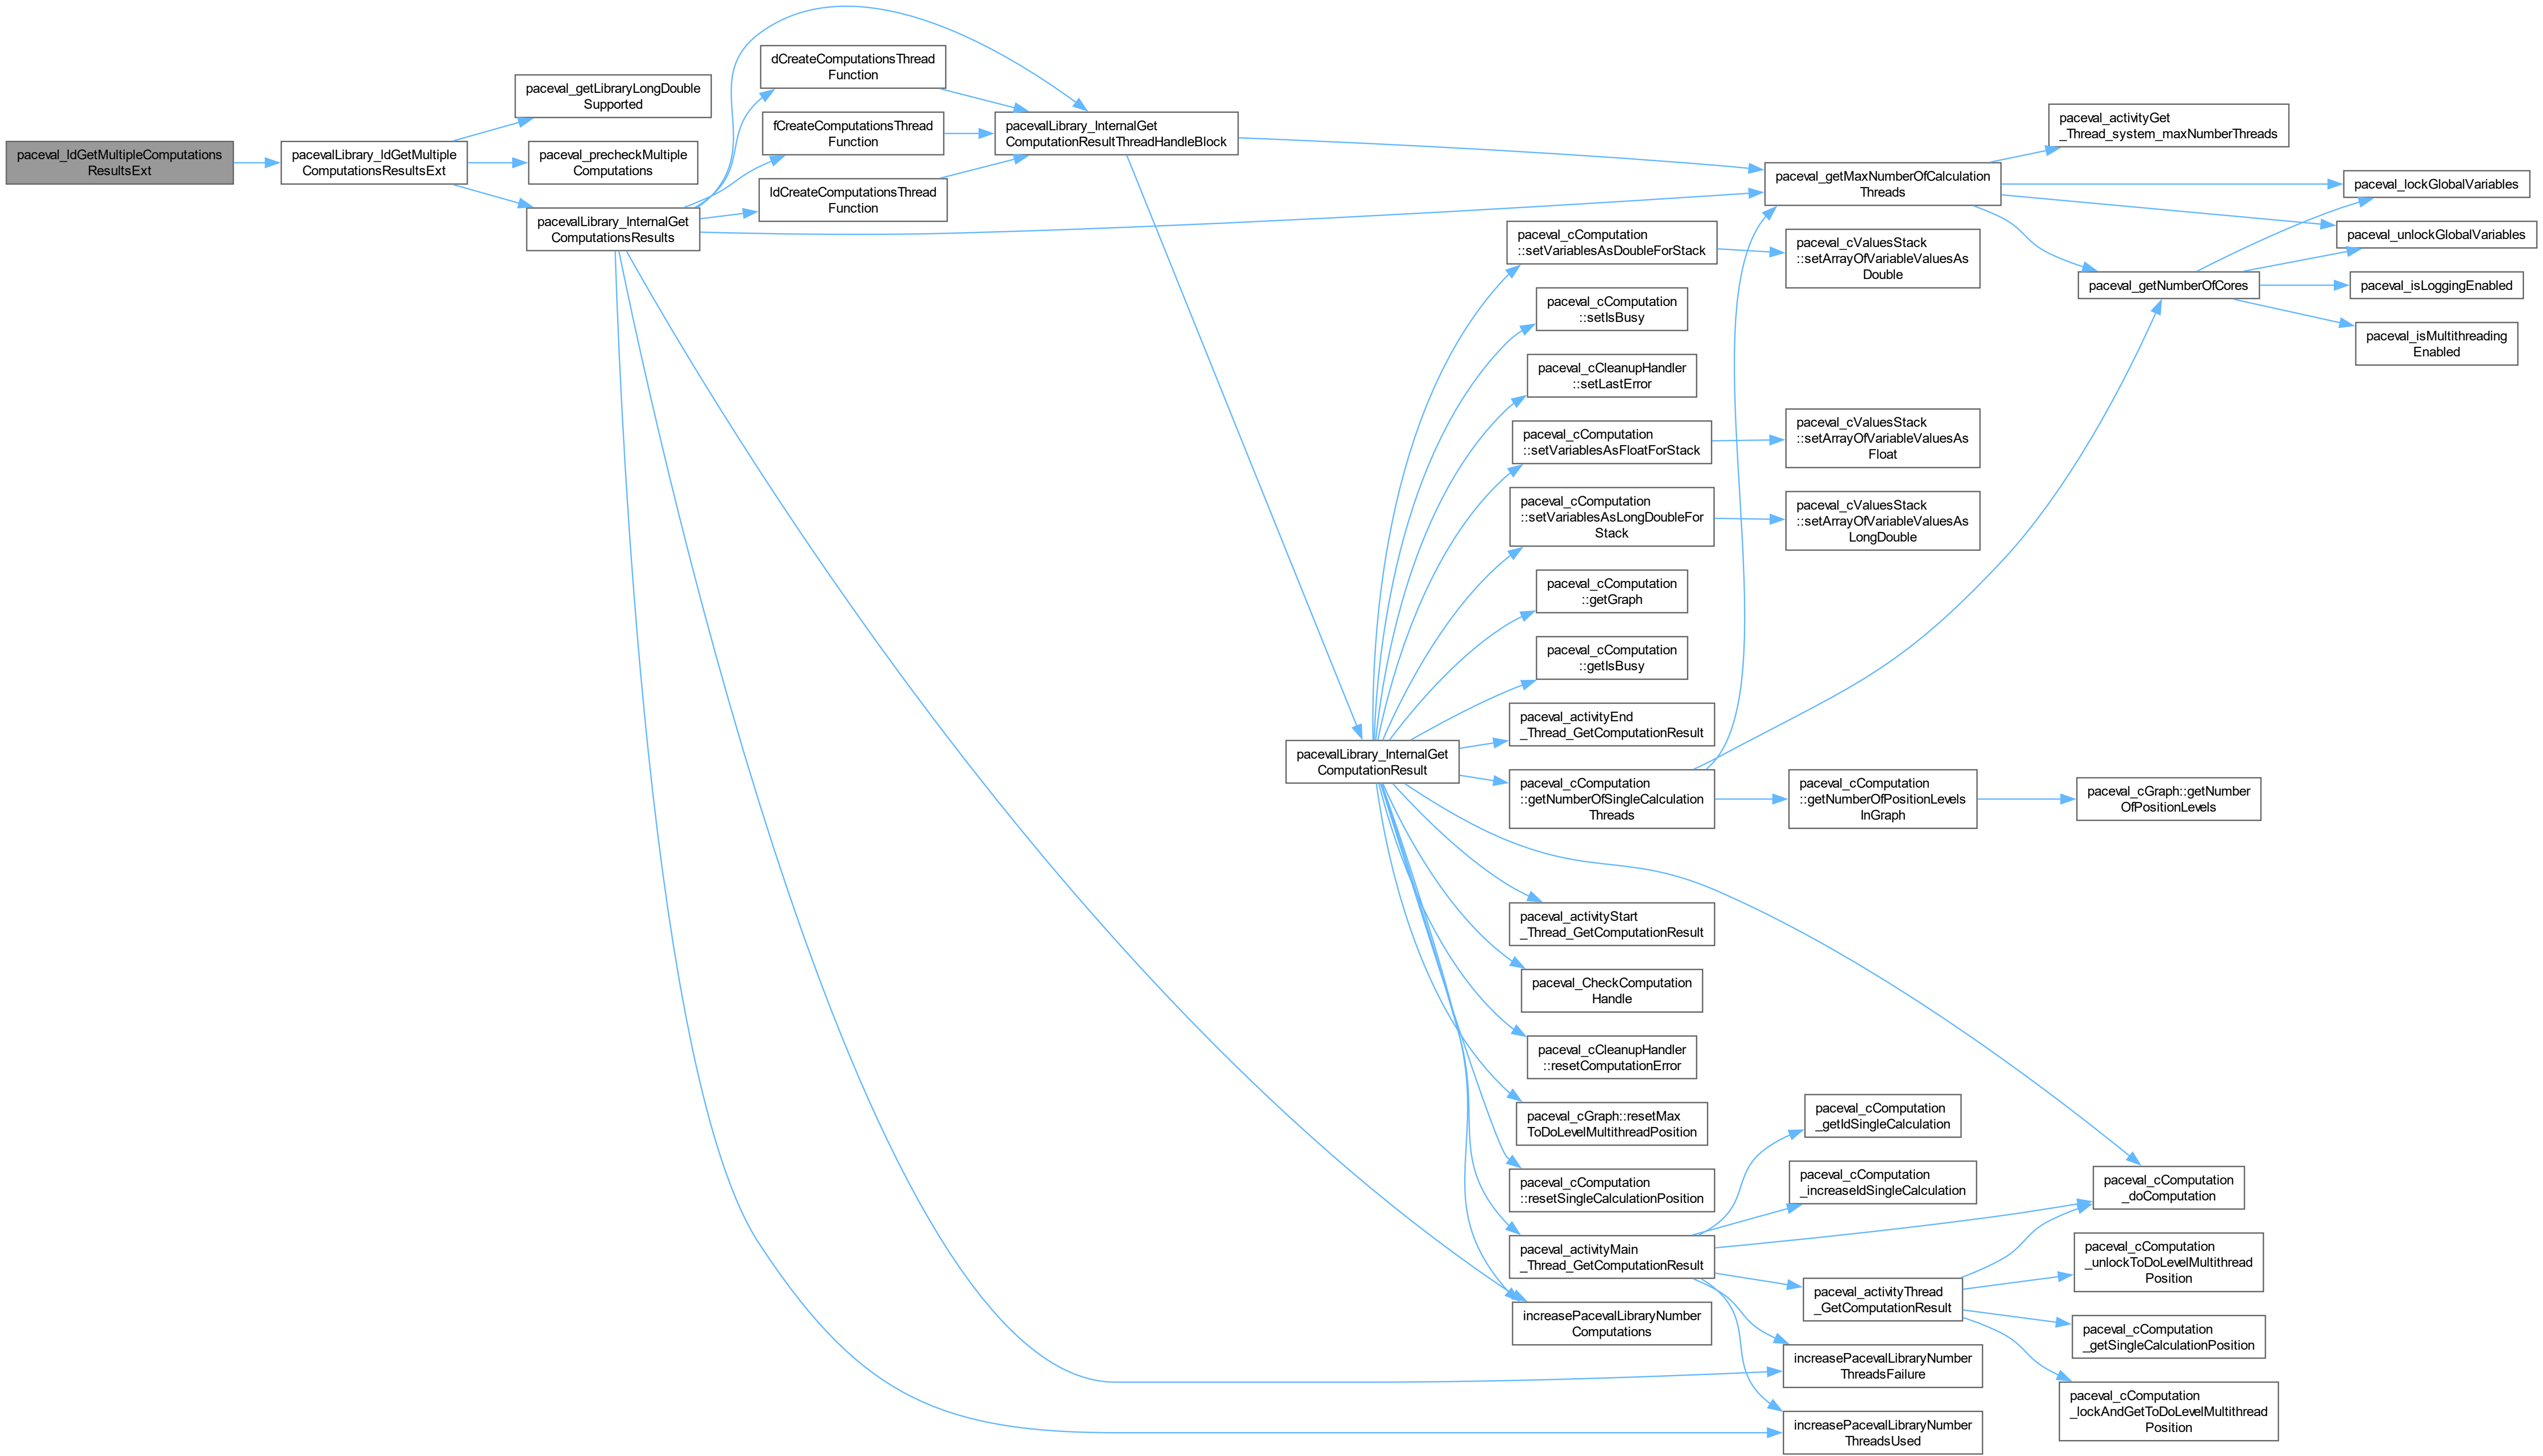 paceval_ldGetMultipleComputations
ResultsExt
pacevalLibrary_ldGetMultiple
ComputationsResultsExt
paceval_getLibraryLongDouble
Supported
paceval_precheckMultiple
Computations
pacevalLibrary_InternalGet
ComputationsResults
dCreateComputationsThread
Function
fCreateComputationsThread
Function
ldCreateComputationsThread
Function
pacevalLibrary_InternalGet
ComputationResultThreadHandleBlock
pacevalLibrary_InternalGet
ComputationResult
paceval_cComputation
::setVariablesAsDoubleForStack
paceval_cComputation
::setIsBusy
paceval_cCleanupHandler
::setLastError
paceval_cComputation
::setVariablesAsFloatForStack
paceval_cComputation
::setVariablesAsLongDoubleFor
Stack
paceval_cComputation
::getGraph
paceval_cComputation
::getIsBusy
paceval_activityEnd
_Thread_GetComputationResult
paceval_cComputation
::getNumberOfSingleCalculation
Threads
paceval_activityStart
_Thread_GetComputationResult
paceval_CheckComputation
Handle
paceval_cCleanupHandler
::resetComputationError
paceval_cGraph::resetMax
ToDoLevelMultithreadPosition
paceval_cComputation
::resetSingleCalculationPosition
paceval_activityMain
_Thread_GetComputationResult
increasePacevalLibraryNumber
Computations
paceval_getMaxNumberOfCalculation
Threads
paceval_cValuesStack
::setArrayOfVariableValuesAs
Double
paceval_cValuesStack
::setArrayOfVariableValuesAs
Float
paceval_cValuesStack
::setArrayOfVariableValuesAs
LongDouble
paceval_cComputation
::getNumberOfPositionLevels
InGraph
paceval_cComputation
_getIdSingleCalculation
paceval_cComputation
_increaseIdSingleCalculation
paceval_activityThread
_GetComputationResult
increasePacevalLibraryNumber
ThreadsFailure
increasePacevalLibraryNumber
ThreadsUsed
paceval_activityGet
_Thread_system_maxNumberThreads
paceval_getNumberOfCores
paceval_cGraph::getNumber
OfPositionLevels
paceval_cComputation
_doComputation
paceval_cComputation
_unlockToDoLevelMultithread
Position
paceval_cComputation
_getSingleCalculationPosition
paceval_cComputation
_lockAndGetToDoLevelMultithread
Position
paceval_lockGlobalVariables
paceval_unlockGlobalVariables
paceval_isLoggingEnabled
paceval_isMultithreading
Enabled